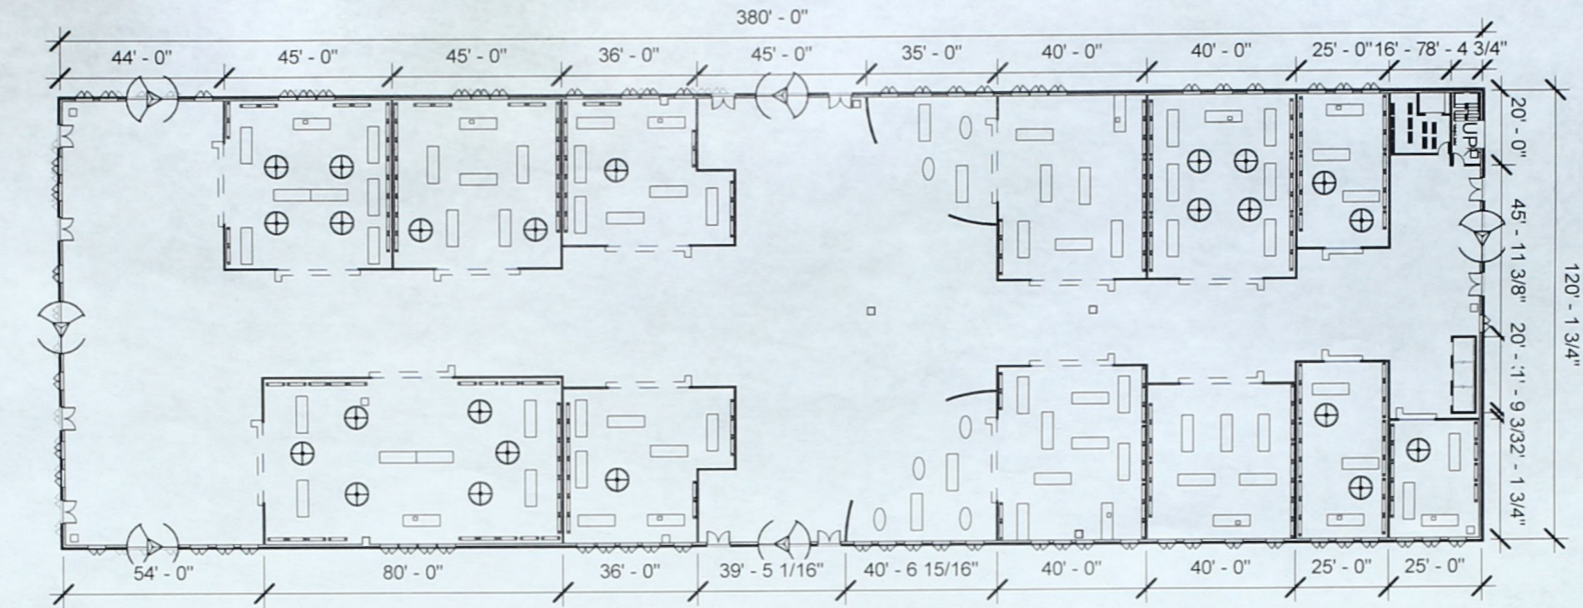 380' - 0"
44' - 0" 45' - 0" 45' - 0" 36' - 0" 45' - 0" 35' - 0" 40' - 0" 40' - 0" 25' - 0" 16' - 78' - 4 3/4"
20' - 0"
UP
45' - 11 3/8"
120' - 1 3/4"
20' - '1' - 9 3/32' - 1 3/4"
54' - 0" 80' - 0" 36' - 0" 39' - 5 1/16" 40' - 6 15/16" 40' - 0" 40' - 0" 25' - 0" 25' - 0"